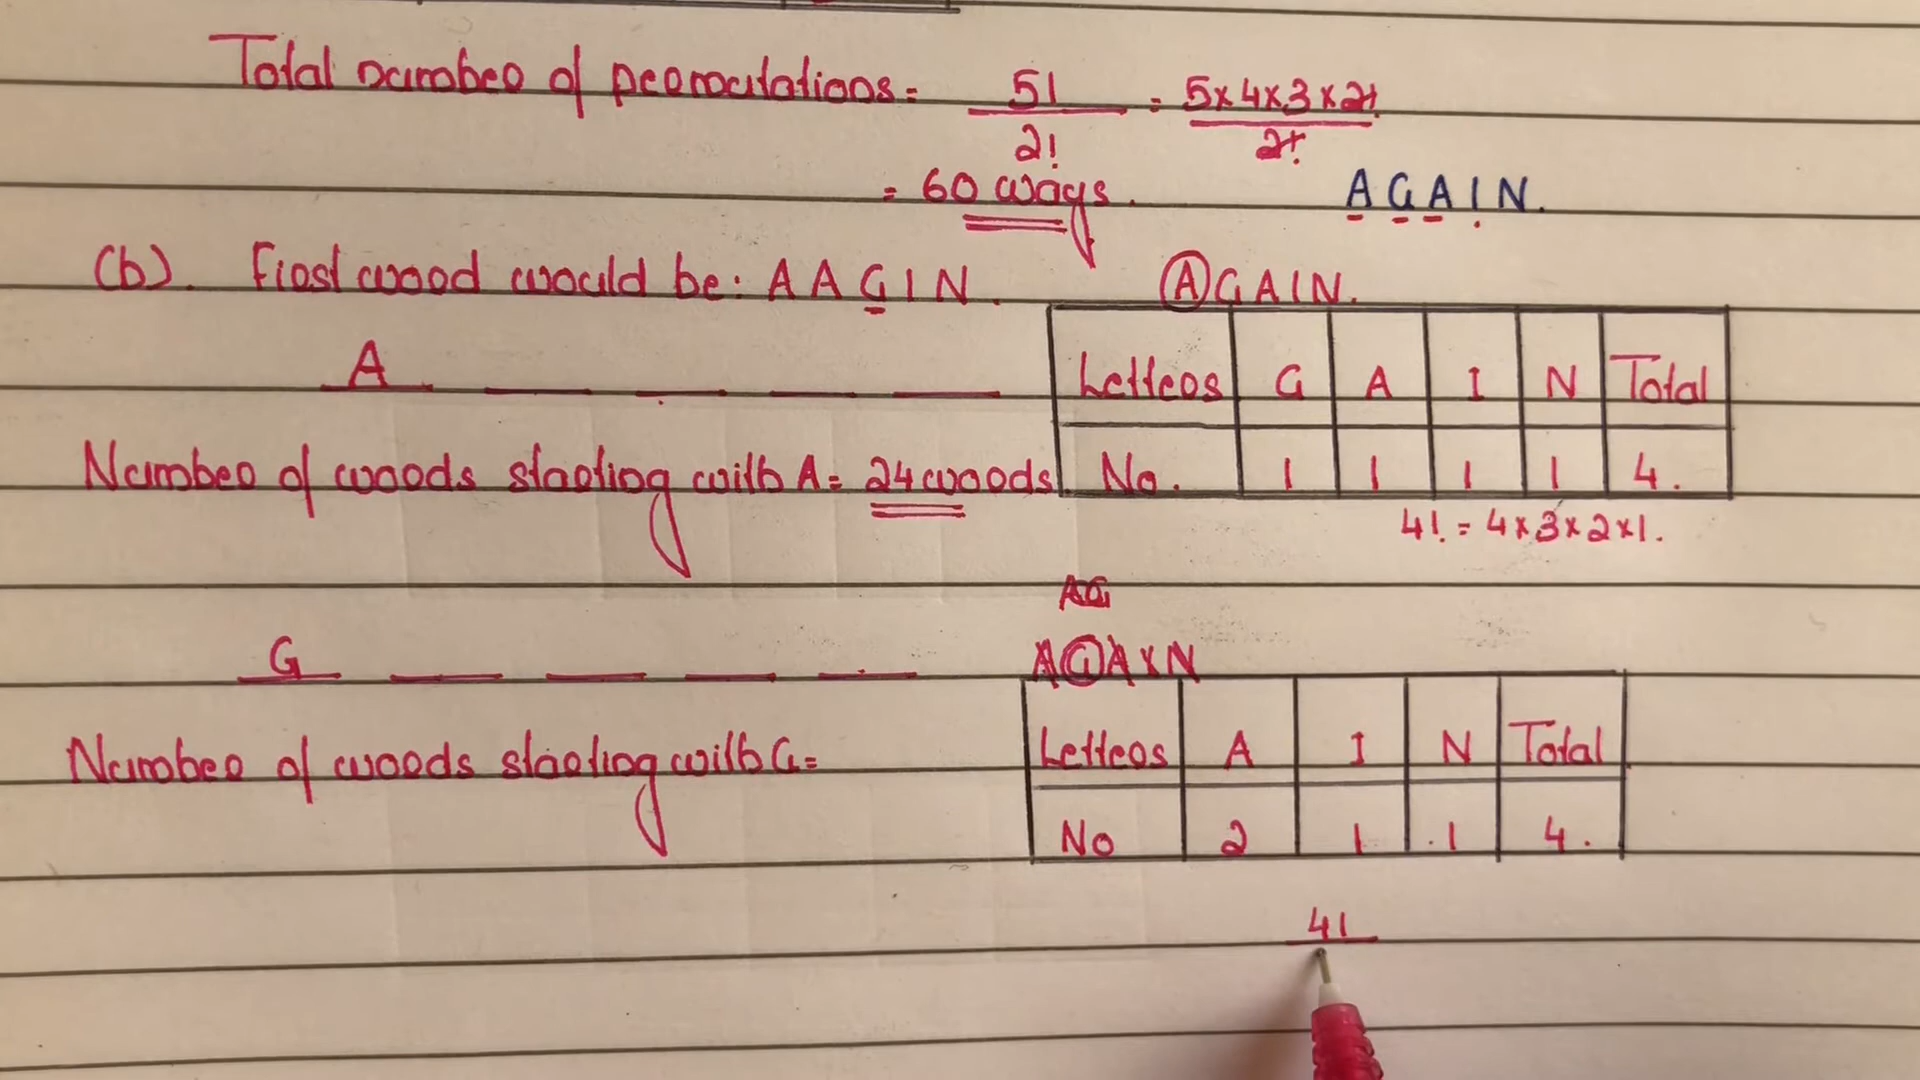 Total number of permutations = 5! / 2! = 5×4×3×2! / 2!
= 60 ways. AGAIN.
(b). First word would be: AAGIN. AGAIN.
A
Letters G A I N Total
Number of words starting with A = 24 words No. 1 1 1 1 4.
4! = 4×3×2×1.
AG
G AGAIN
Letters A I N Total
Number of words starting with G =
No 2 1 1 4.
4!